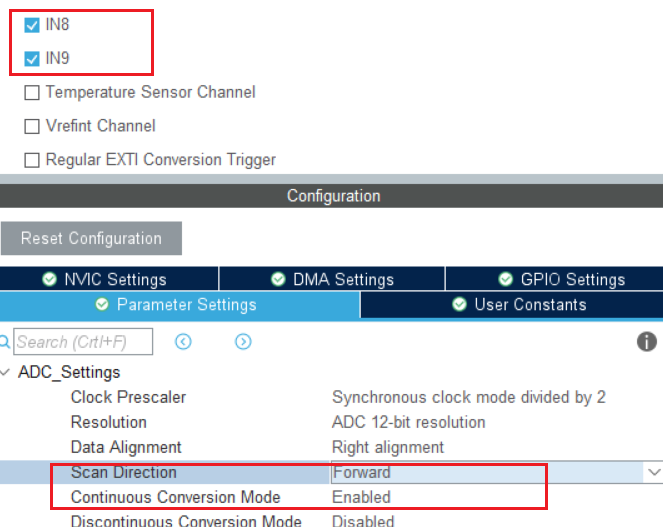 IN8
IN9
Temperature Sensor Channel
Vrefint Channel
Regular EXTI Conversion Trigger
Configuration
Reset Configuration
NVIC Settings DMA Settings GPIO Settings
Parameter Settings User Constants
Search (Crtl+F)
ADC_Settings
Clock Prescaler Synchronous clock mode divided by 2
Resolution ADC 12-bit resolution
Data Alignment Right alignment
Scan Direction Forward
Continuous Conversion Mode Enabled
Discontinuous Conversion Mode Disabled